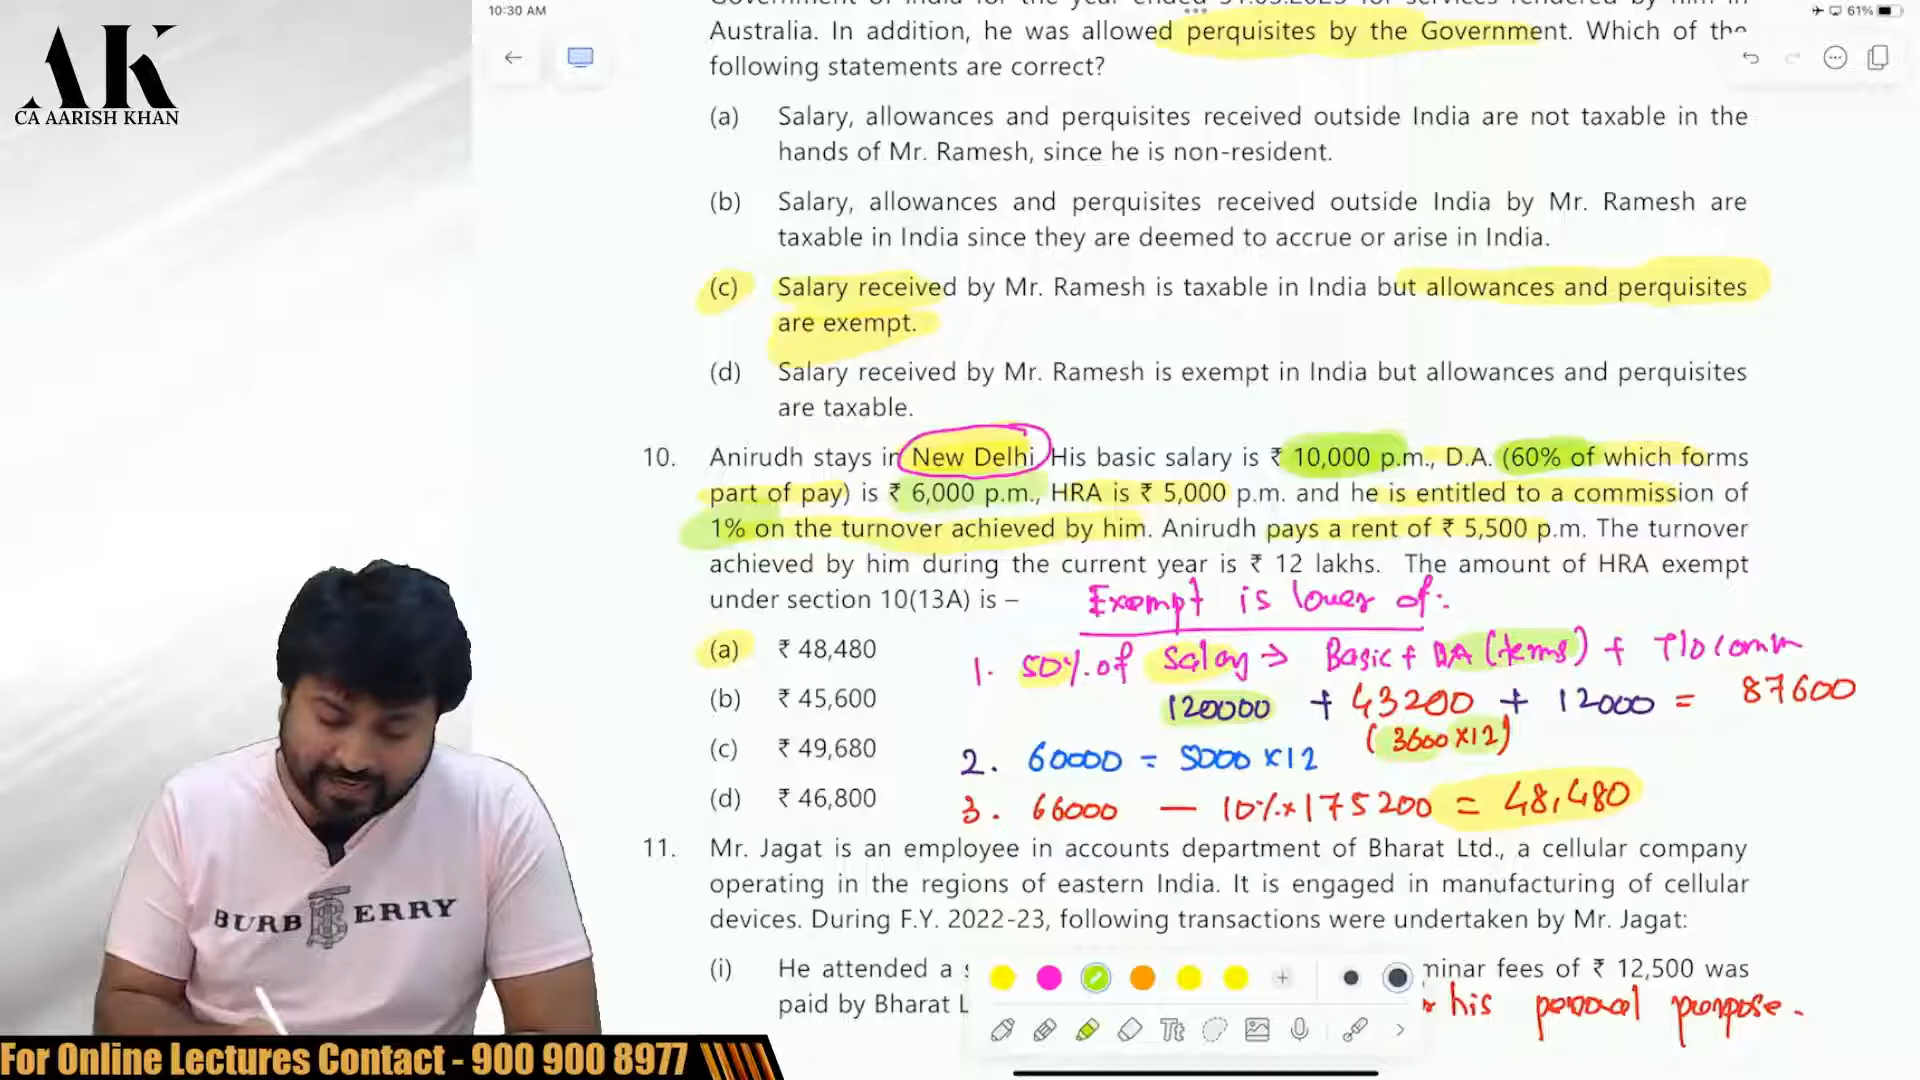 10:30 AM
61%
AK
CA AARISH KHAN
Australia. In addition, he was allowed perquisites by the Government. Which of the
following statements are correct?
(a) Salary, allowances and perquisites received outside India are not taxable in the
hands of Mr. Ramesh, since he is non-resident.
(b) Salary, allowances and perquisites received outside India by Mr. Ramesh are
taxable in India since they are deemed to accrue or arise in India.
(c) Salary received by Mr. Ramesh is taxable in India but allowances and perquisites
are exempt.
(d) Salary received by Mr. Ramesh is exempt in India but allowances and perquisites
are taxable.
10. Anirudh stays in New Delhi. His basic salary is ₹ 10,000 p.m., D.A. (60% of which forms
part of pay) is ₹ 6,000 p.m., HRA is ₹ 5,000 p.m. and he is entitled to a commission of
1% on the turnover achieved by him. Anirudh pays a rent of ₹ 5,500 p.m. The turnover
achieved by him during the current year is ₹ 12 lakhs. The amount of HRA exempt
under section 10(13A) is –
Exempt is lower of:
(a) ₹ 48,480
1. 50% of Salary → Basic + DA (terms) + T/o comm
(b) ₹ 45,600
120000 + 43200 + 12000 = 87600
(3600×12)
(c) ₹ 49,680
2. 60000 = 5000 ×12
(d) ₹ 46,800
3. 66000 — 10% × 175200 = 48,480
11. Mr. Jagat is an employee in accounts department of Bharat Ltd., a cellular company
operating in the regions of eastern India. It is engaged in manufacturing of cellular
devices. During F.Y. 2022-23, following transactions were undertaken by Mr. Jagat:
(i) He attended a minar fees of ₹ 12,500 was
paid by Bharat L his personal purpose.
Tt
BURBERRY
For Online Lectures Contact - 900 900 8977